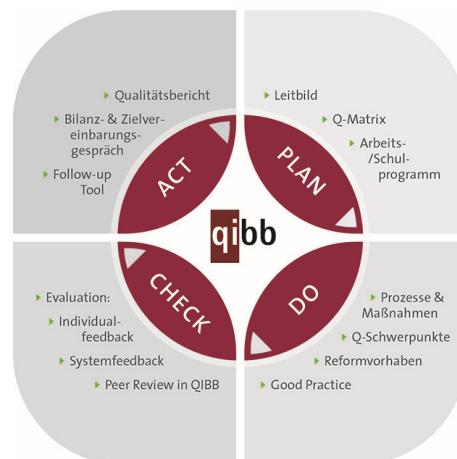 Qualitätsbericht
Bilanz- & Zielver-
einbarungs-
gespräch
Follow-up
Tool
ACT
Leitbild
Q-Matrix
Arbeits-
/Schul-
programm
PLAN
qibb
CHECK
Evaluation:
Individual-
feedback
Systemfeedback
Peer Review in QIBB
DO
Prozesse &
Maßnahmen
Q-Schwerpunkte
Reformvorhaben
Good Practice